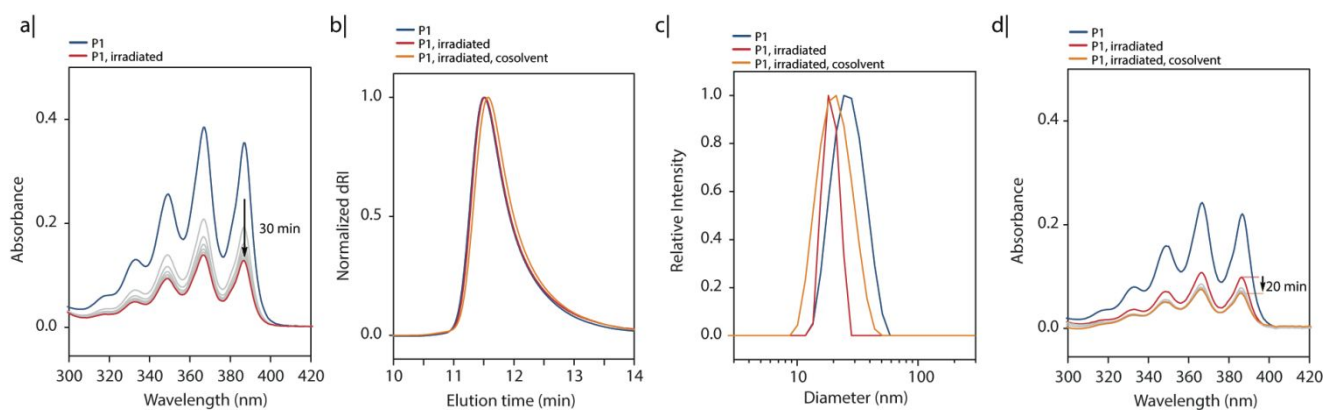 a|
P1
P1, irradiated
0.4
0.2
0.0
Absorbance
30 min
300 320 340 360 380 400 420
Wavelength (nm)
b|
P1
P1, irradiated
P1, irradiated, cosolvent
1.0
0.5
0.0
Normalized dRI
10 11 12 13 14
Elution time (min)
c|
P1
P1, irradiated
P1, irradiated, cosolvent
1.0
0.8
0.6
0.4
0.2
0.0
Relative Intensity
10 100
Diameter (nm)
d|
P1
P1, irradiated
P1, irradiated, cosolvent
0.4
0.2
0.0
Absorbance
20 min
300 320 340 360 380 400 420
Wavelength (nm)